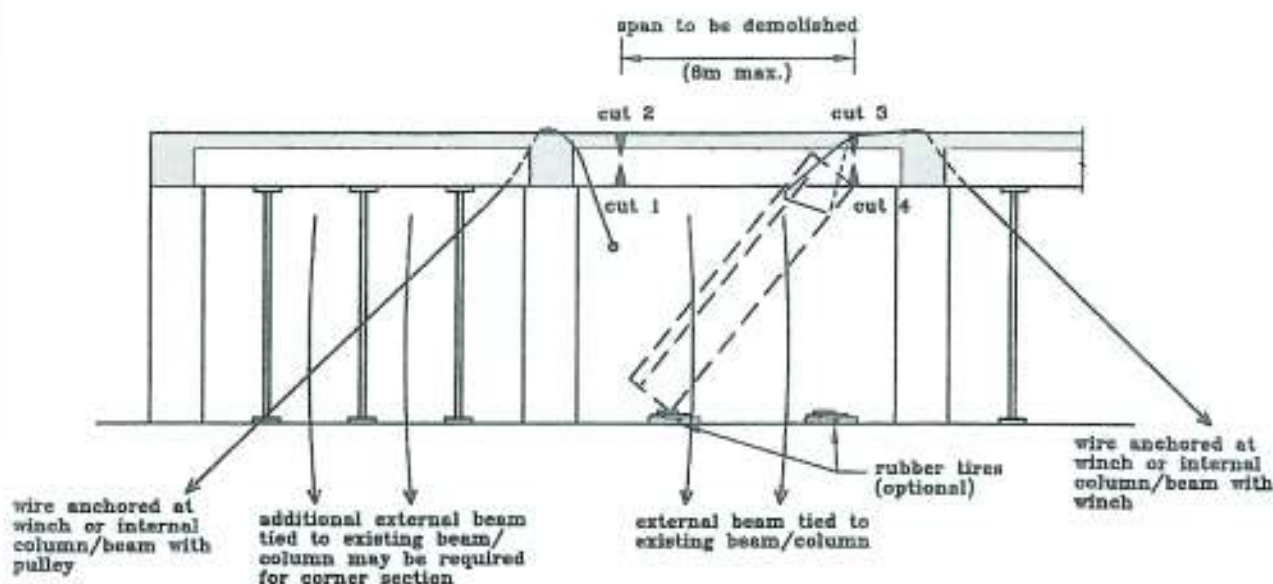 span to be demolished
(8m max.)
cut 2
cut 3
cut 1
cut 4
rubber tires
(optional)
wire anchored at
winch or internal
column/beam with
pulley
additional external beam
tied to existing beam/
column may be required
for corner section
external beam tied to
existing beam/column
wire anchored at
winch or internal
column/beam with
winch